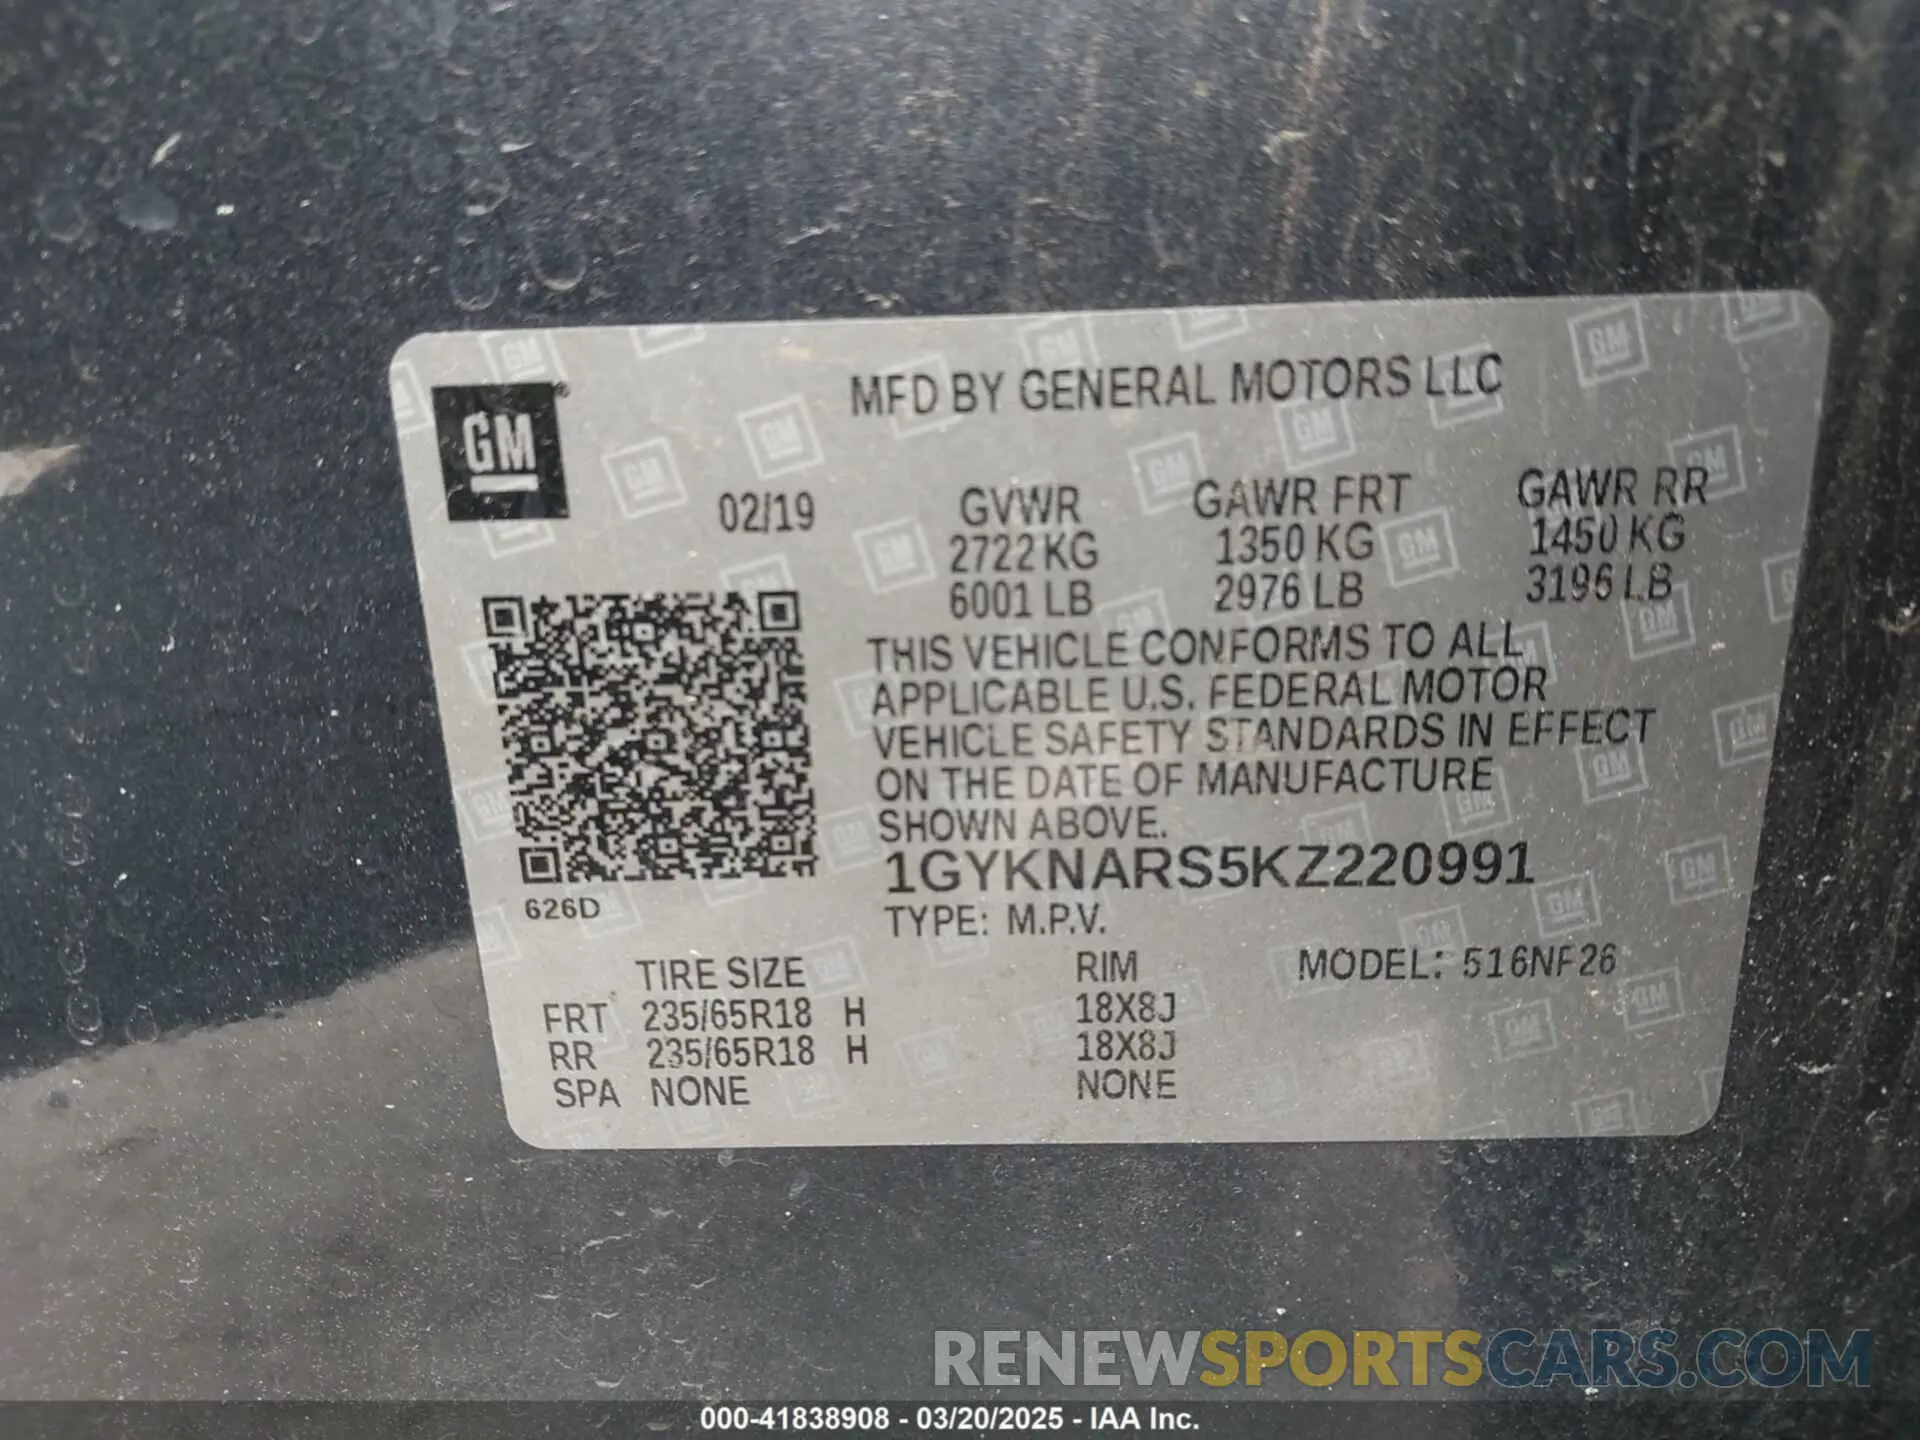 GM
MFD BY GENERAL MOTORS LLC
02/19 GVWR GAWR FRT GAWR RR
2722 KG 1350 KG 1450 KG
6001 LB 2976 LB 3196 LB
THIS VEHICLE CONFORMS TO ALL
APPLICABLE U.S. FEDERAL MOTOR
VEHICLE SAFETY STANDARDS IN EFFECT
ON THE DATE OF MANUFACTURE
SHOWN ABOVE.
1GYKNARS5KZ220991
626D
TYPE: M.P.V.
TIRE SIZE RIM MODEL: 516NF26
FRT 235/65R18 H 18X8J
RR 235/65R18 H 18X8J
SPA NONE NONE
RENEWSPORTSCARS.COM
000-41838908 - 03/20/2025 - IAA Inc.